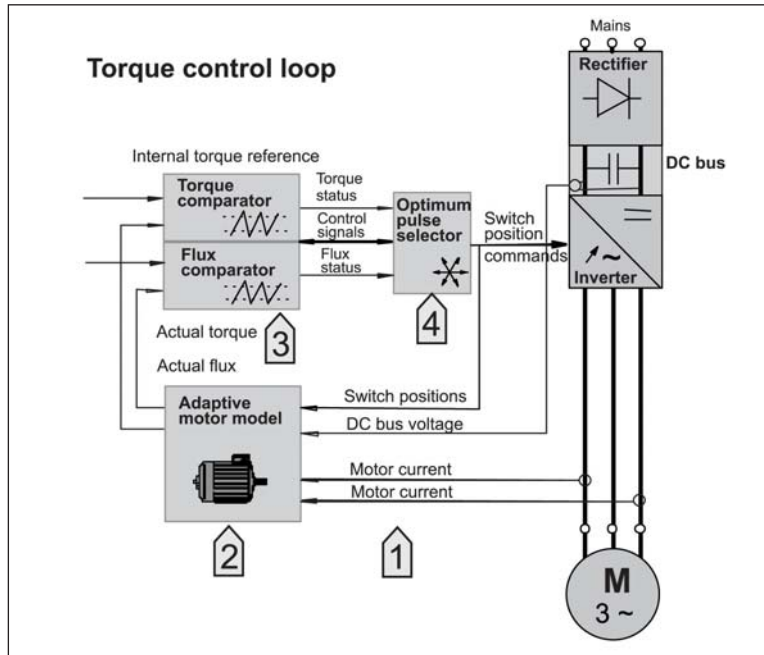 Mains
Torque control loop
Rectifier
DC bus
Internal torque reference
Torque
comparator
Torque
status
Control
signals
Flux
status
Flux
comparator
Optimum
pulse
selector
Switch
position
commands
~
Inverter
3
4
Actual torque
Actual flux
Adaptive
motor model
Switch positions
DC bus voltage
Motor current
Motor current
2
1
M
3 ~